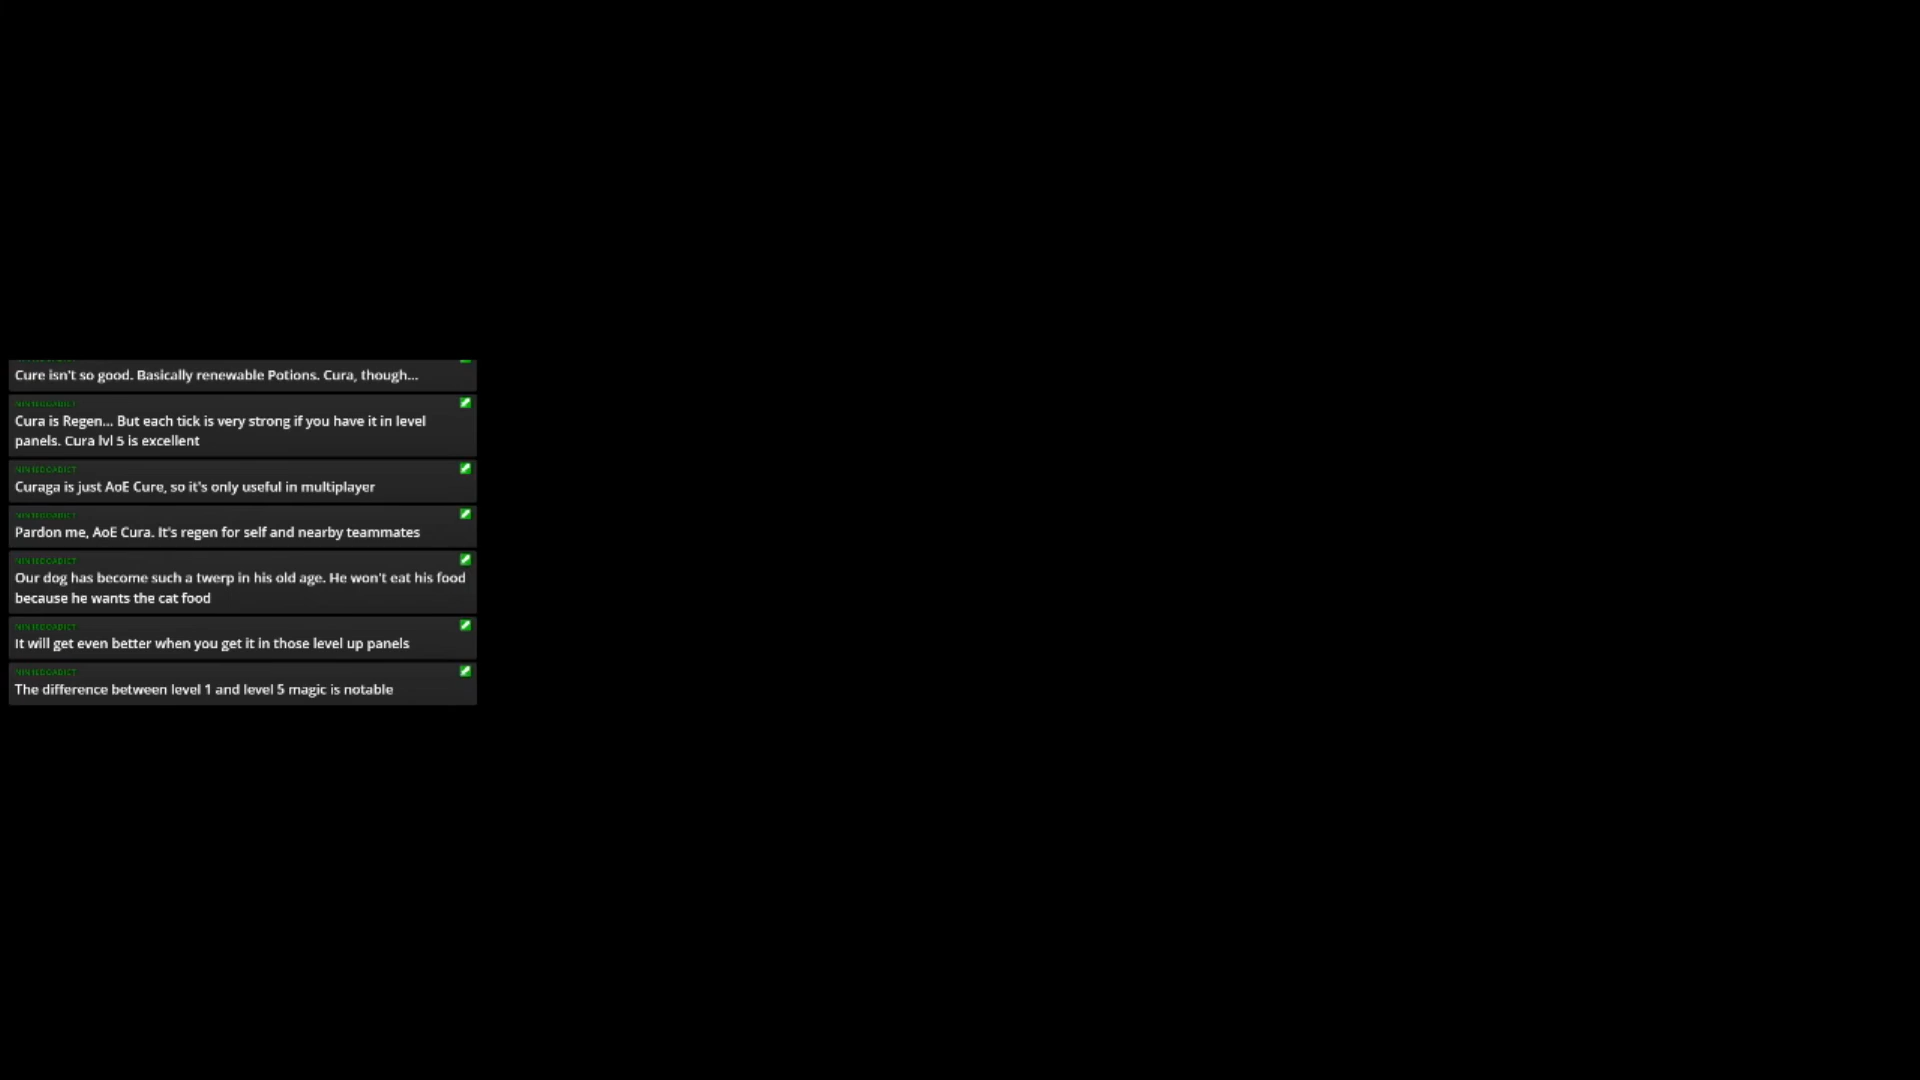 Cure isn't so good. Basically renewable Potions. Cura, though...
Cura is Regen... But each tick is very strong if you have it in level
panels. Cura lvl 5 is excellent
Curaga is just AoE Cure, so it's only useful in multiplayer
Pardon me, AoE Cura. It's regen for self and nearby teammates
Our dog has become such a twerp in his old age. He won't eat his food
because he wants the cat food
It will get even better when you get it in those level up panels
The difference between level 1 and level 5 magic is notable